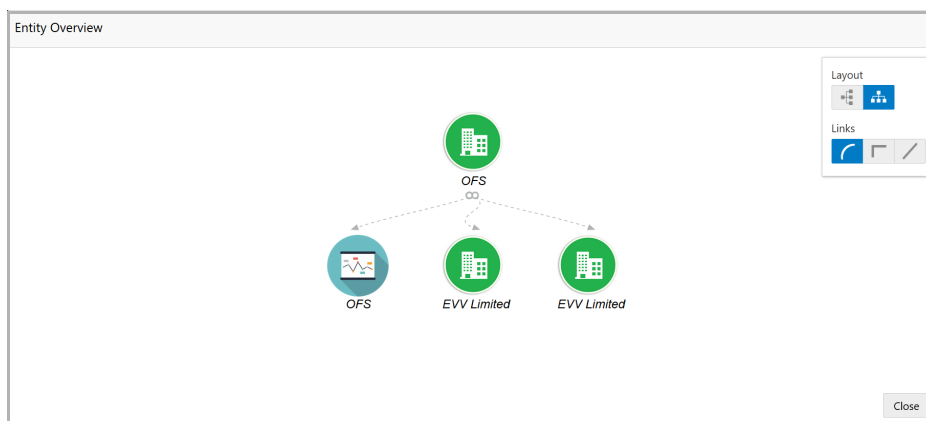 Entity Overview
Layout
Links
OFS
OFS
EVV Limited
EVV Limited
Close